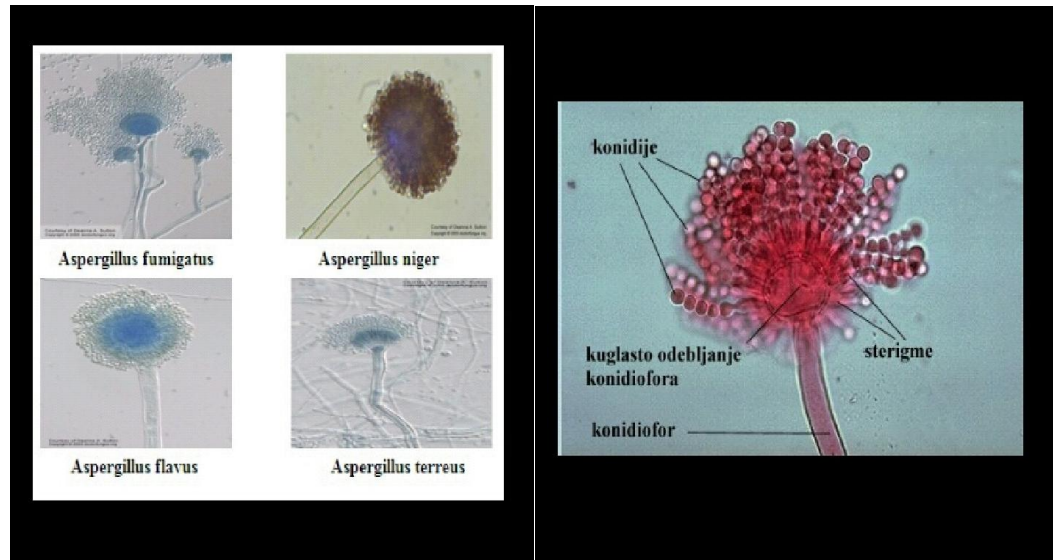 Aspergillus fumigatus
Aspergillus niger
Aspergillus flavus
Aspergillus terreus
konidije
kuglasto odebljanje
konidiofora
sterigme
konidiofor